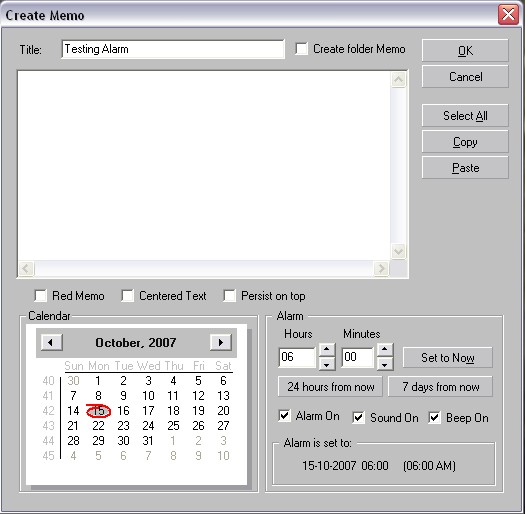 Create Memo
Title: Testing Alarm Create folder Memo OK
Cancel
Select All
Copy
Paste
Red Memo Centered Text Persist on top
Calendar
October, 2007
Sun Mon Tue Wed Thu Fri Sat
40 30 1 2 3 4 5 6
41 7 8 9 10 11 12 13
42 14 15 16 17 18 19 20
43 21 22 23 24 25 26 27
44 28 29 30 31 1 2 3
45 4 5 6 7 8 9 10
Alarm
Hours Minutes
06 00 Set to Now
24 hours from now 7 days from now
Alarm On Sound On Beep On
Alarm is set to:
15-10-2007 06:00 (06:00 AM)